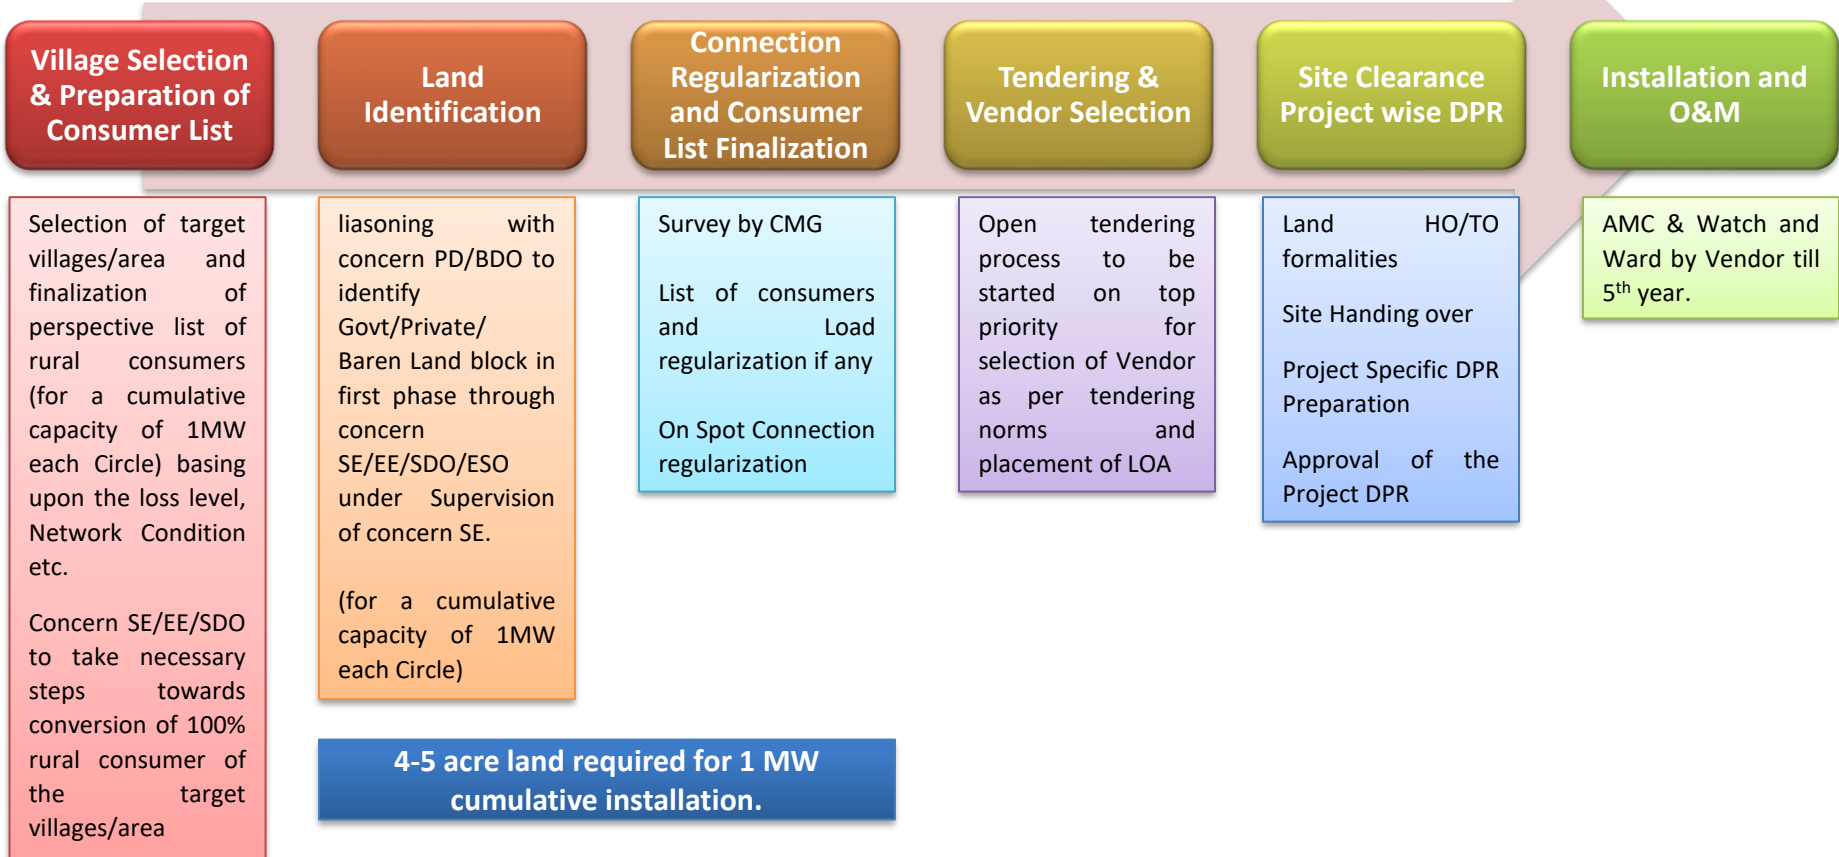 Village Selection
& Preparation of
Consumer List
Land
Identification
Connection
Regularization
and Consumer
List Finalization
Tendering &
Vendor Selection
Site Clearance
Project wise DPR
Installation and
O&M
Selection of target
villages/area and
finalization of
perspective list of
rural consumers
(for a cumulative
capacity of 1MW
each Circle) basing
upon the loss level,
Network Condition
etc.
Concern SE/EE/SDO
to take necessary
steps towards
conversion of 100%
rural consumer of
the target
villages/area
liasoning with
concern PD/BDO to
identify
Govt/Private/
Baren Land block in
first phase through
concern
SE/EE/SDO/ESO
under Supervision
of concern SE.
(for a cumulative
capacity of 1MW
each Circle)
Survey by CMG
List of consumers
and Load
regularization if any
On Spot Connection
regularization
Open tendering
process to be
started on top
priority for
selection of Vendor
as per tendering
norms and
placement of LOA
Land HO/TO
formalities
Site Handing over
Project Specific DPR
Preparation
Approval of the
Project DPR
AMC & Watch and
Ward by Vendor till
5th year.
4-5 acre land required for 1 MW
cumulative installation.